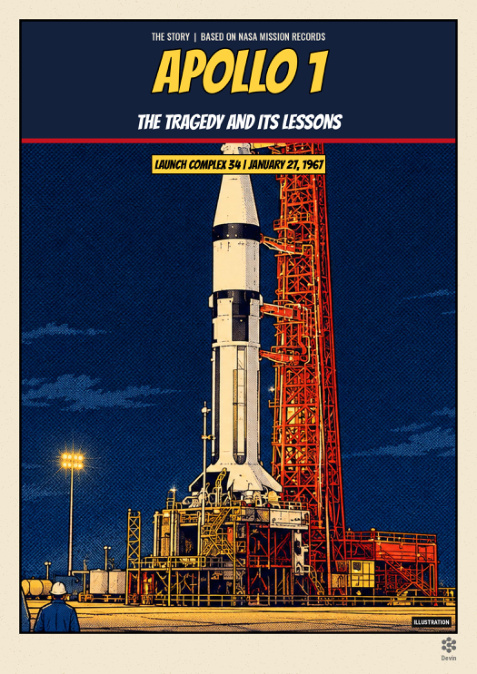 THE STORY | BASED ON NASA MISSION RECORDS
APOLLO 1
THE TRAGEDY AND ITS LESSONS
LAUNCH COMPLEX 34 | JANUARY 27, 1967
ILLUSTRATION
Devin